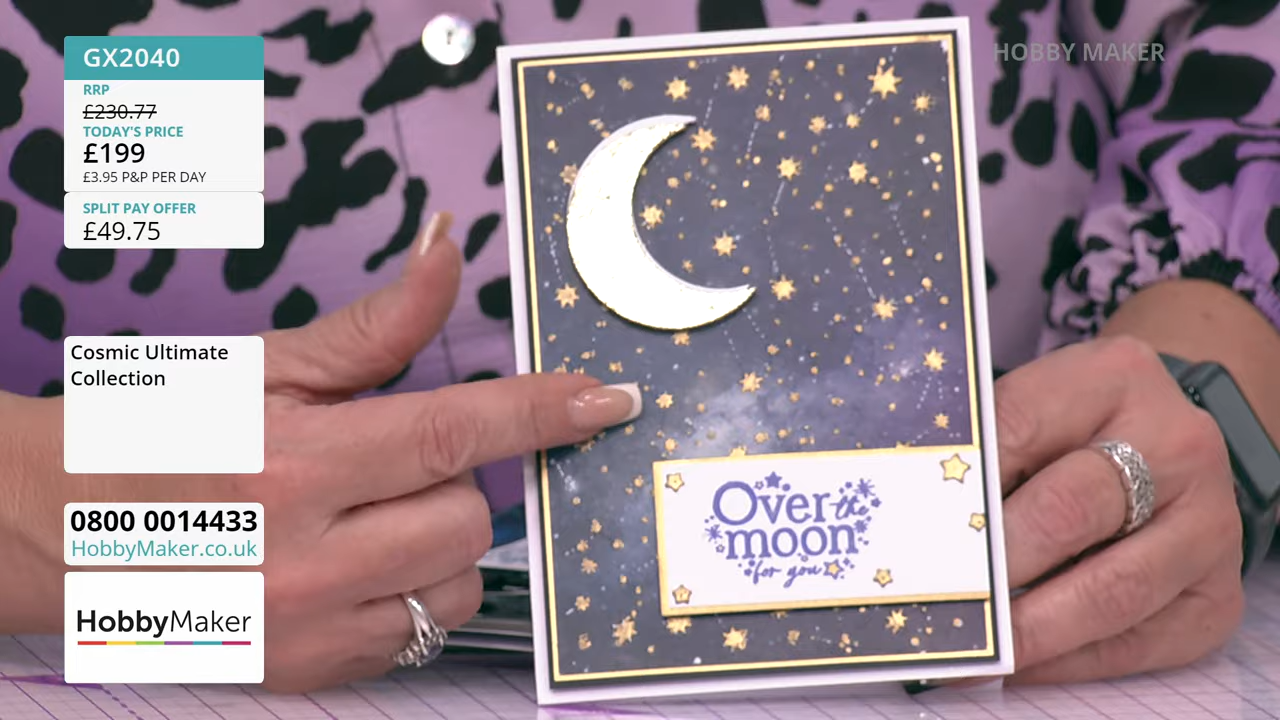 GX2040
RRP
£230.77
TODAY'S PRICE
£199
£3.95 P&P PER DAY
SPLIT PAY OFFER
£49.75
Cosmic Ultimate
Collection
0800 0014433
HobbyMaker.co.uk
HobbyMaker
HOBBY MAKER
Over the
moon
for you